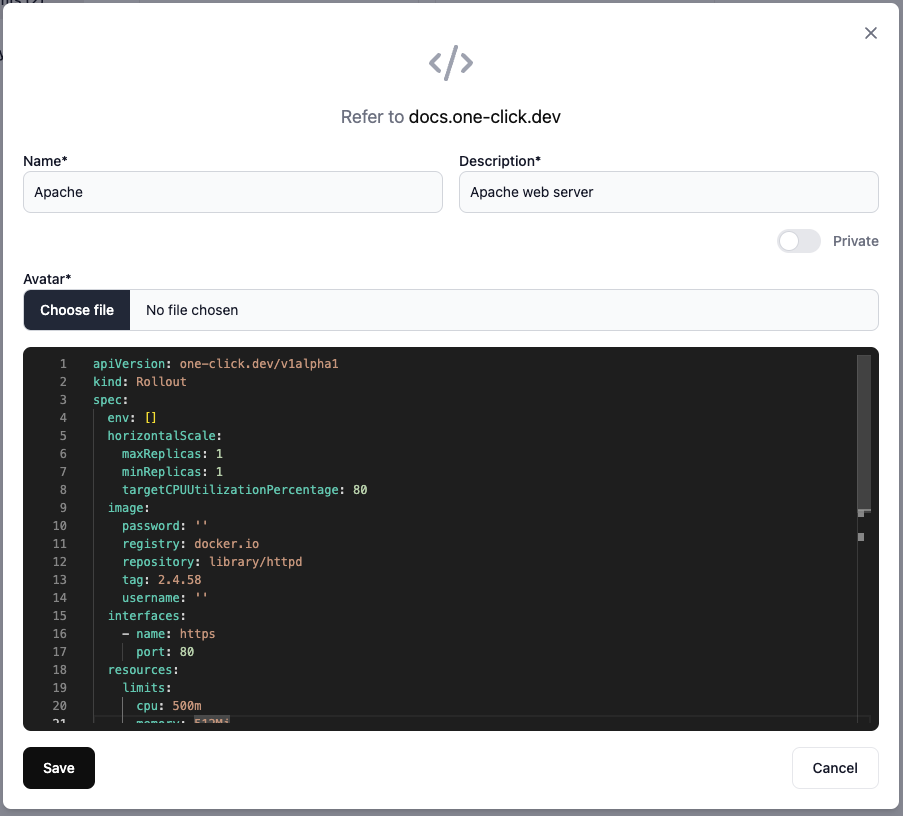 </>
Refer to docs.one-click.dev
Name*
Description*
Apache
Apache web server
Private
Avatar*
Choose file No file chosen
1 apiVersion: one-click.dev/v1alpha1
2 kind: Rollout
3 spec:
4 env: []
5 horizontalScale:
6 maxReplicas: 1
7 minReplicas: 1
8 targetCPUUtilizationPercentage: 80
9 image:
10 password: ''
11 registry: docker.io
12 repository: library/httpd
13 tag: 2.4.58
14 username: ''
15 interfaces:
16 - name: https
17 port: 80
18 resources:
19 limits:
20 cpu: 500m
21 memory: 512Mi
Save
Cancel